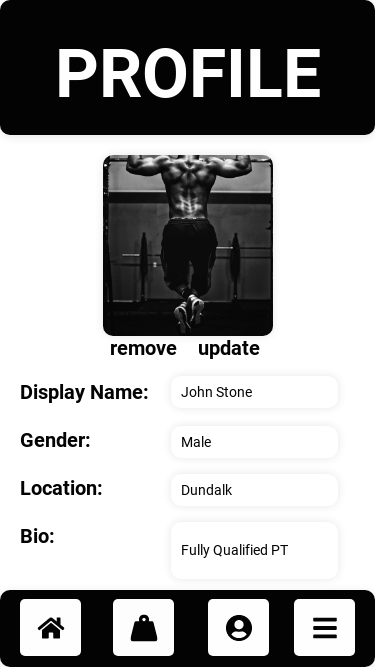 PROFILE
remove update
Display Name: John Stone
Gender: Male
Location: Dundalk
Bio: Fully Qualified PT